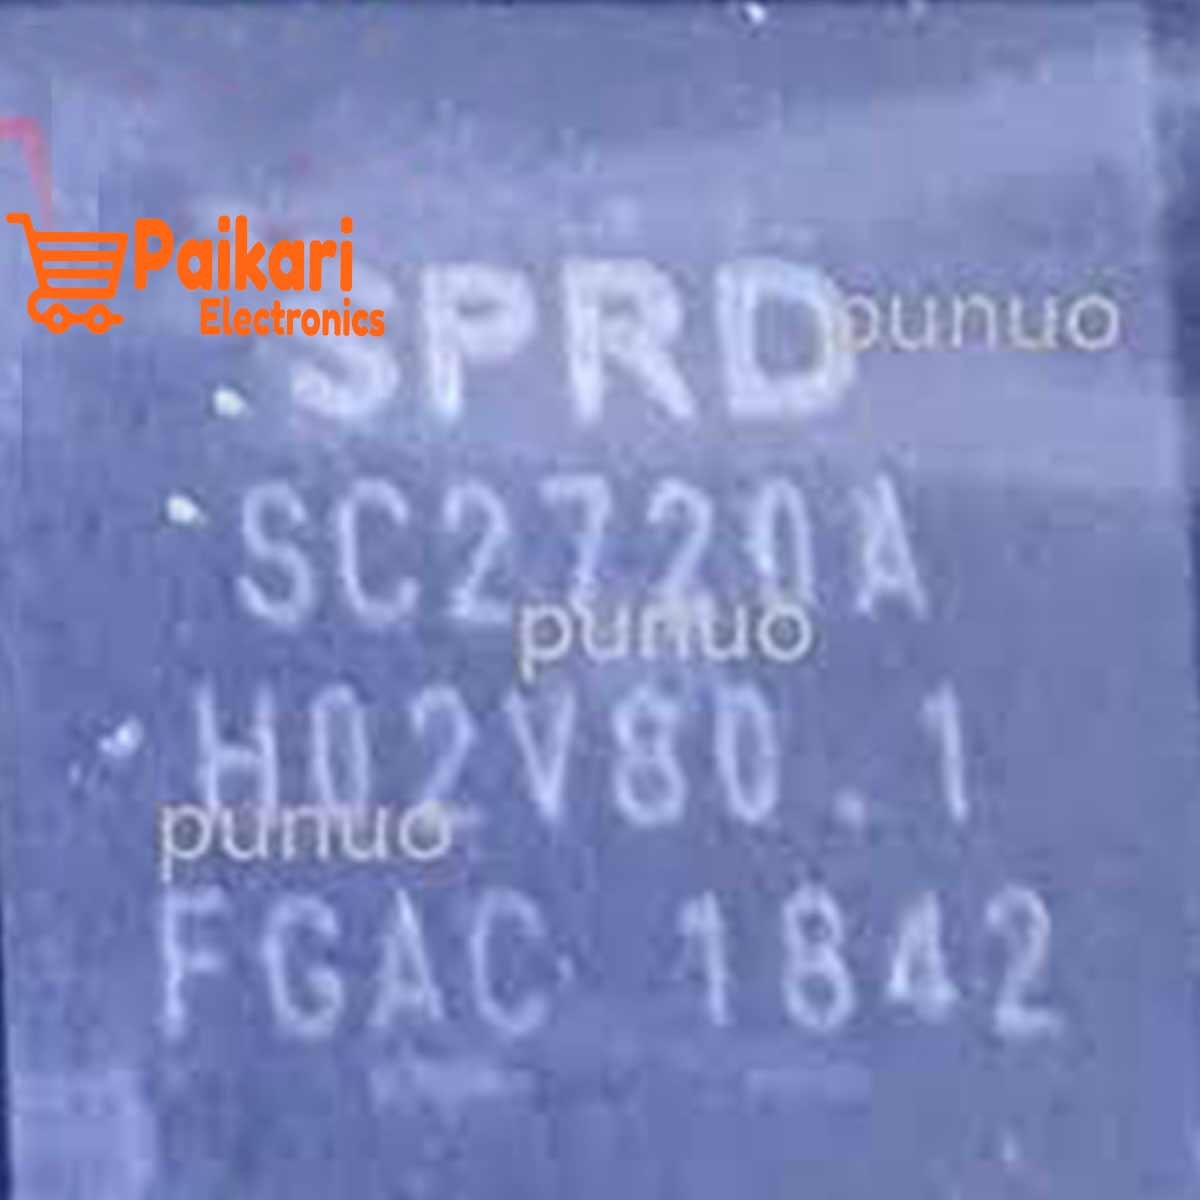 Paikari
Electronics
SPRD
punuo
SC2720A
punuo
H02V80.1
punuo
FGAC 1842